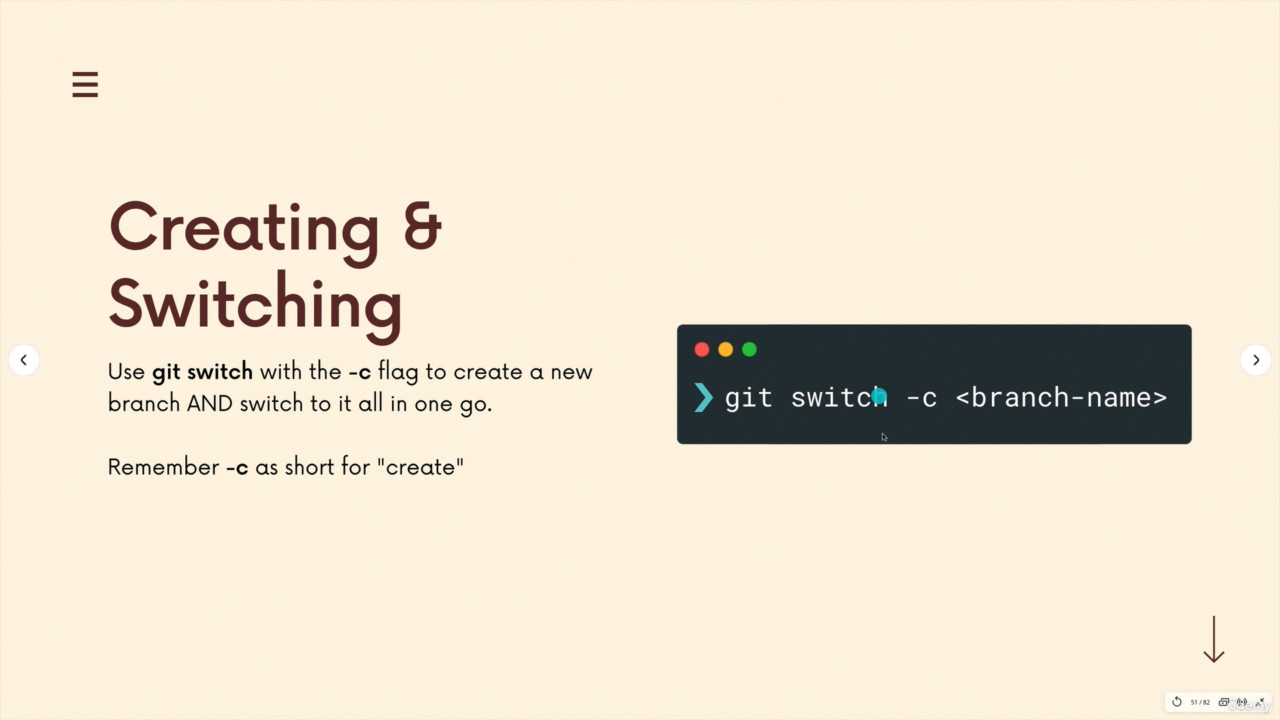 Creating &
Switching
Use git switch with the -c flag to create a new
branch AND switch to it all in one go.
Remember -c as short for "create"
git switch -c <branch-name>
51 / 82